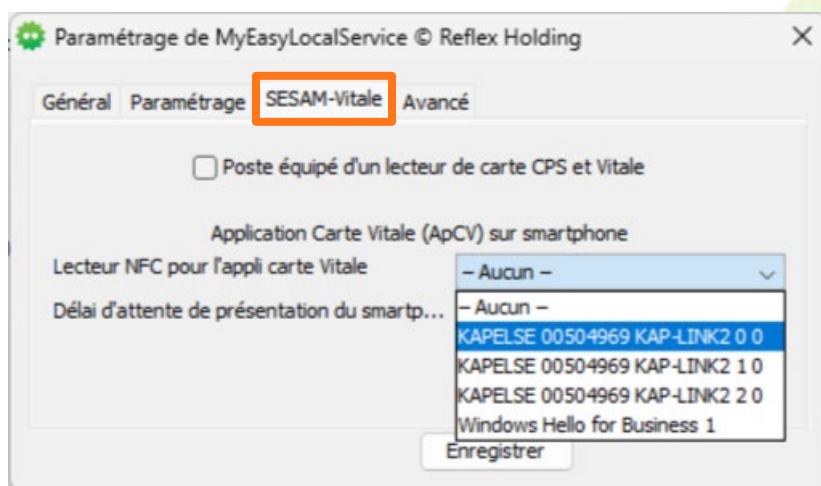 Paramétrage de MyEasyLocalService © Reflex Holding
Général Paramétrage SESAM-Vitale Avancé
Poste équipé d'un lecteur de carte CPS et Vitale
Application Carte Vitale (ApCV) sur smartphone
Lecteur NFC pour l'appli carte Vitale – Aucun –
Délai d'attente de présentation du smartp... – Aucun –
KAPELSE 00504969 KAP-LINK2 0 0
KAPELSE 00504969 KAP-LINK2 1 0
KAPELSE 00504969 KAP-LINK2 2 0
Windows Hello for Business 1
Enregistrer